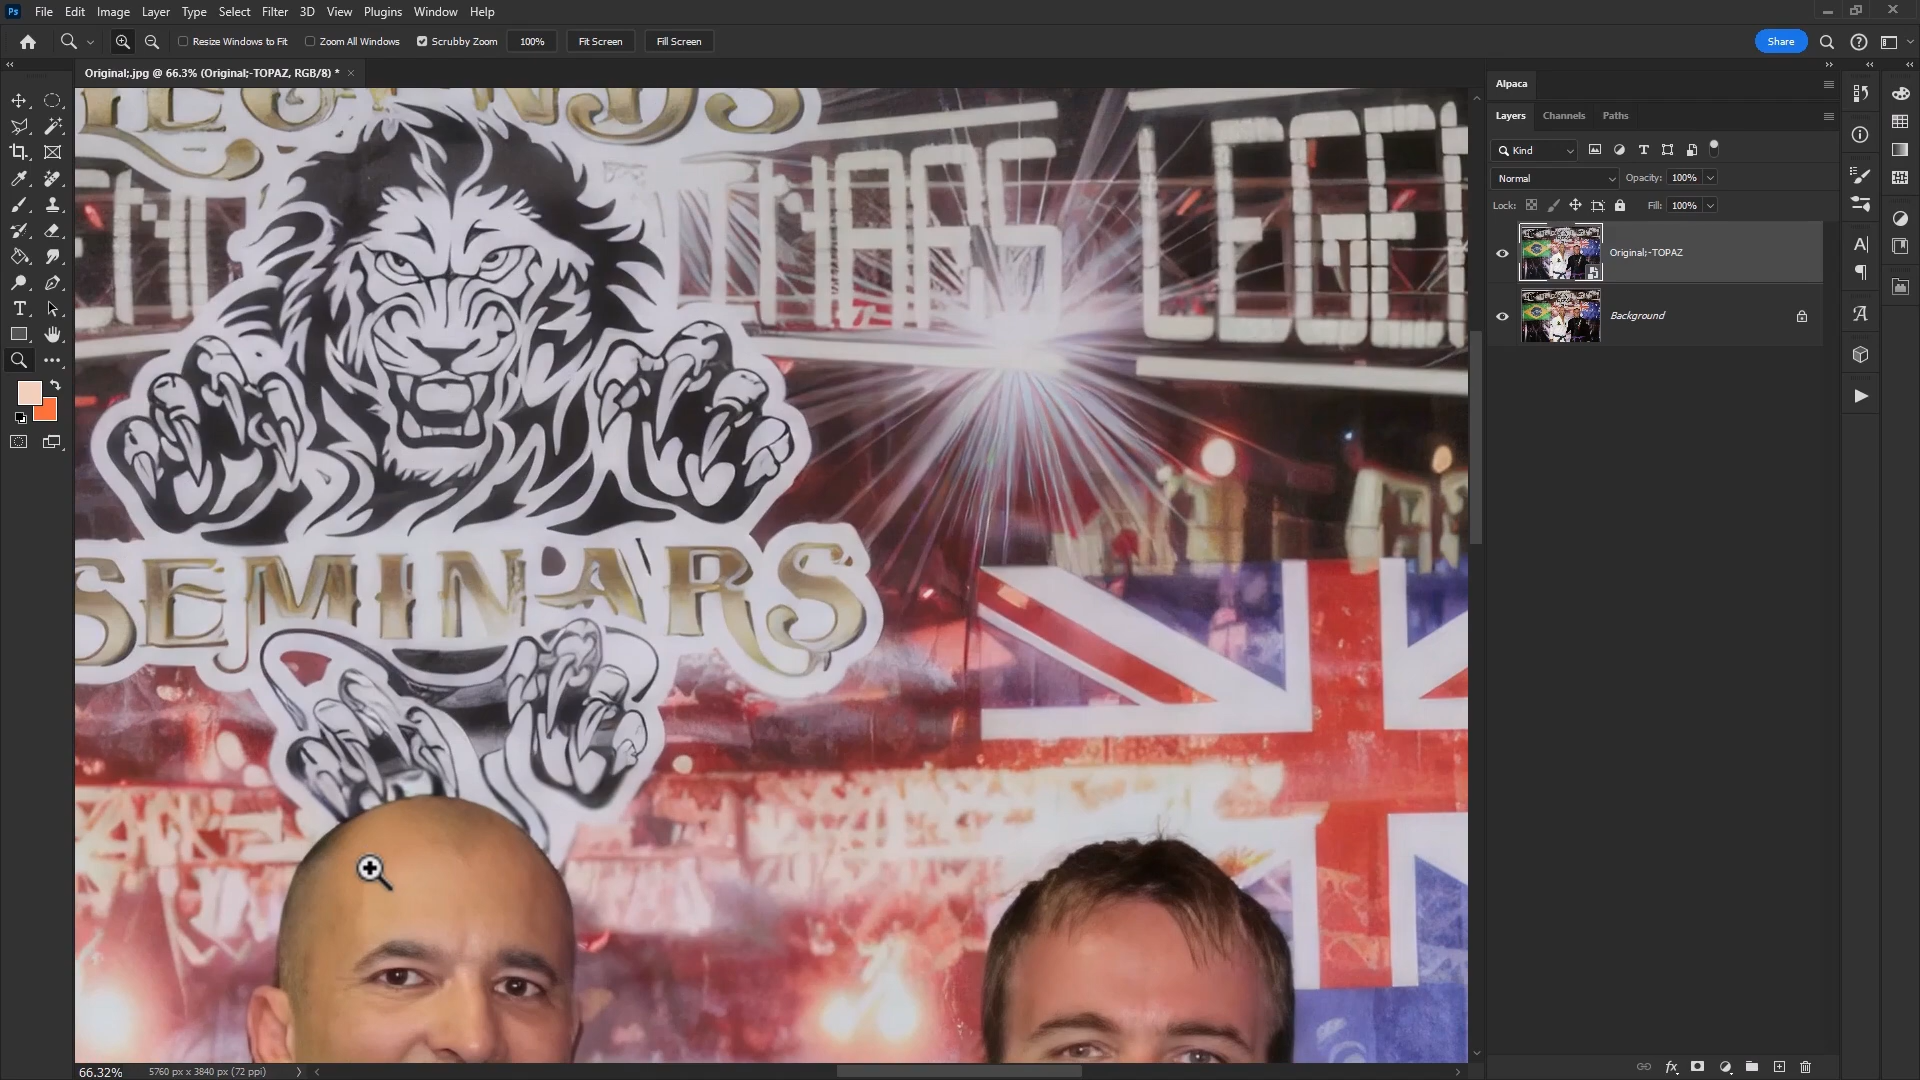 Ps File Edit Image Layer Type Select Filter 3D View Plugins Window Help
Resize Windows to Fit Zoom All Windows Scrubby Zoom 100% Fit Screen Fill Screen Share
Original;.jpg @ 66.3% (Original;-TOPAZ, RGB/8) *
Alpaca
Layers Channels Paths
Kind
Normal Opacity: 100%
Lock: Fill: 100%
Original;-TOPAZ
Background
LEGENDS
SEMINARS
66.32% 5760 px x 3840 px (72 ppi)